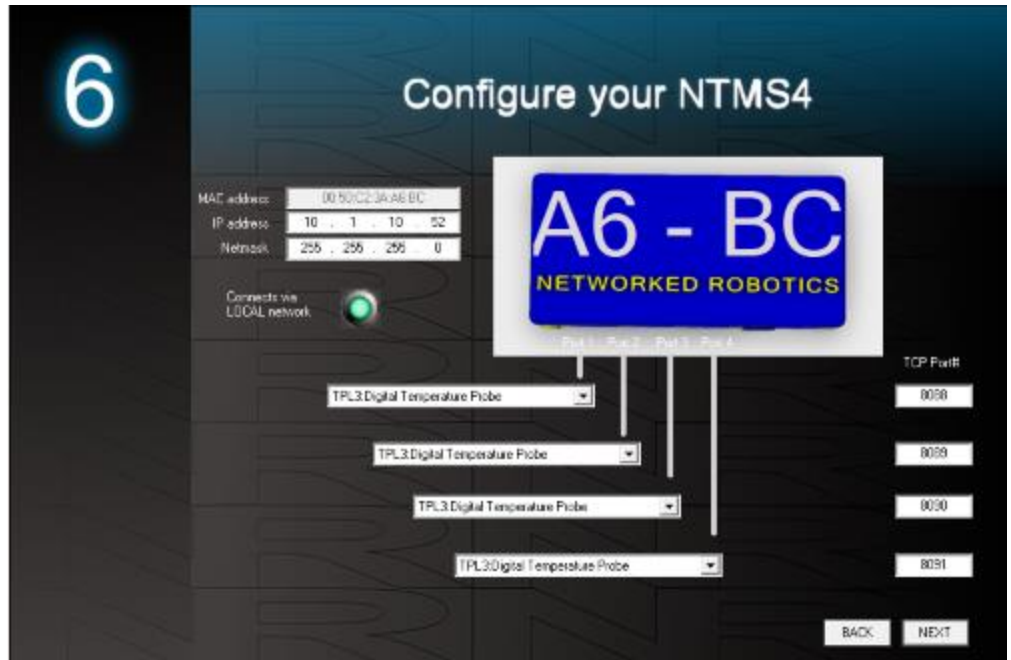 6
Configure your NTMS4
MAC address 00:50:C2:3A:A6:BC
IP address 10 . 1 . 10 . 52
Netmask 255 . 255 . 255 . 0
A6 - BC
NETWORKED ROBOTICS
Connects via
LOCAL network
Port 1 Port 2 Port 3 Port 4
TCP Port#
TPL3:Digital Temperature Probe 8088
TPL3:Digital Temperature Probe 8089
TPL3:Digital Temperature Probe 8090
TPL3:Digital Temperature Probe 8091
BACK NEXT